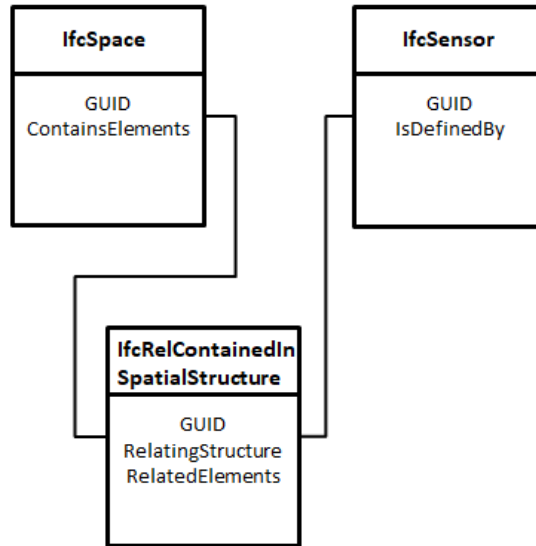 IfcSpace
GUID
ContainsElements
IfcSensor
GUID
IsDefinedBy
IfcRelContainedIn
SpatialStructure
GUID
RelatingStructure
RelatedElements